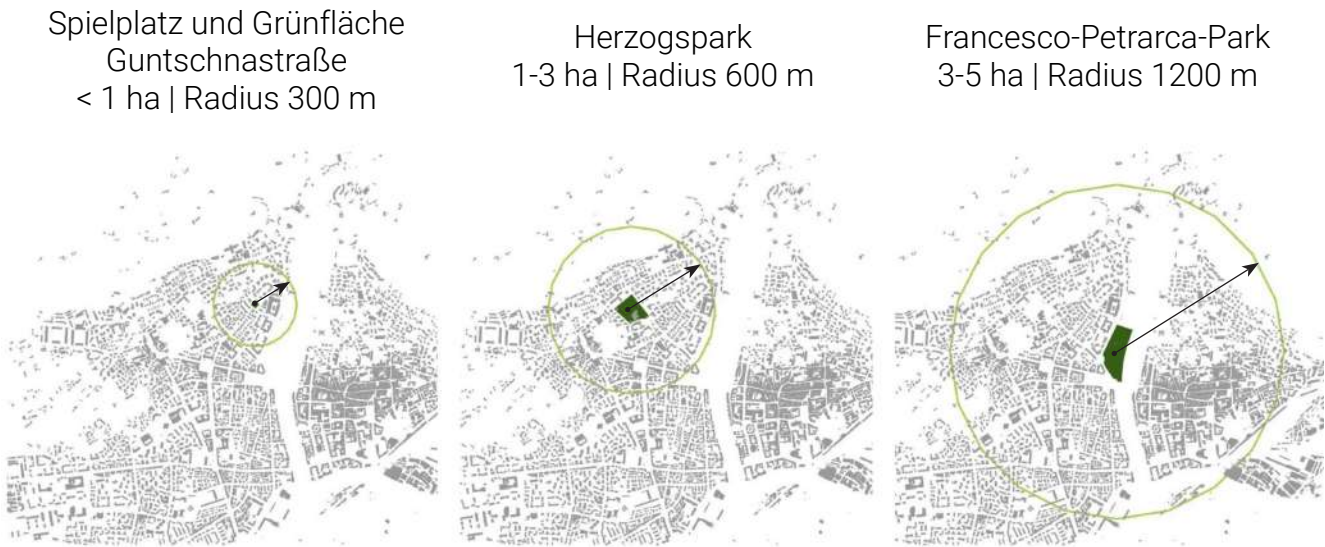 Spielplatz und Grünfläche
Guntschnastraße
< 1 ha | Radius 300 m
Herzogspark
1-3 ha | Radius 600 m
Francesco-Petrarca-Park
3-5 ha | Radius 1200 m